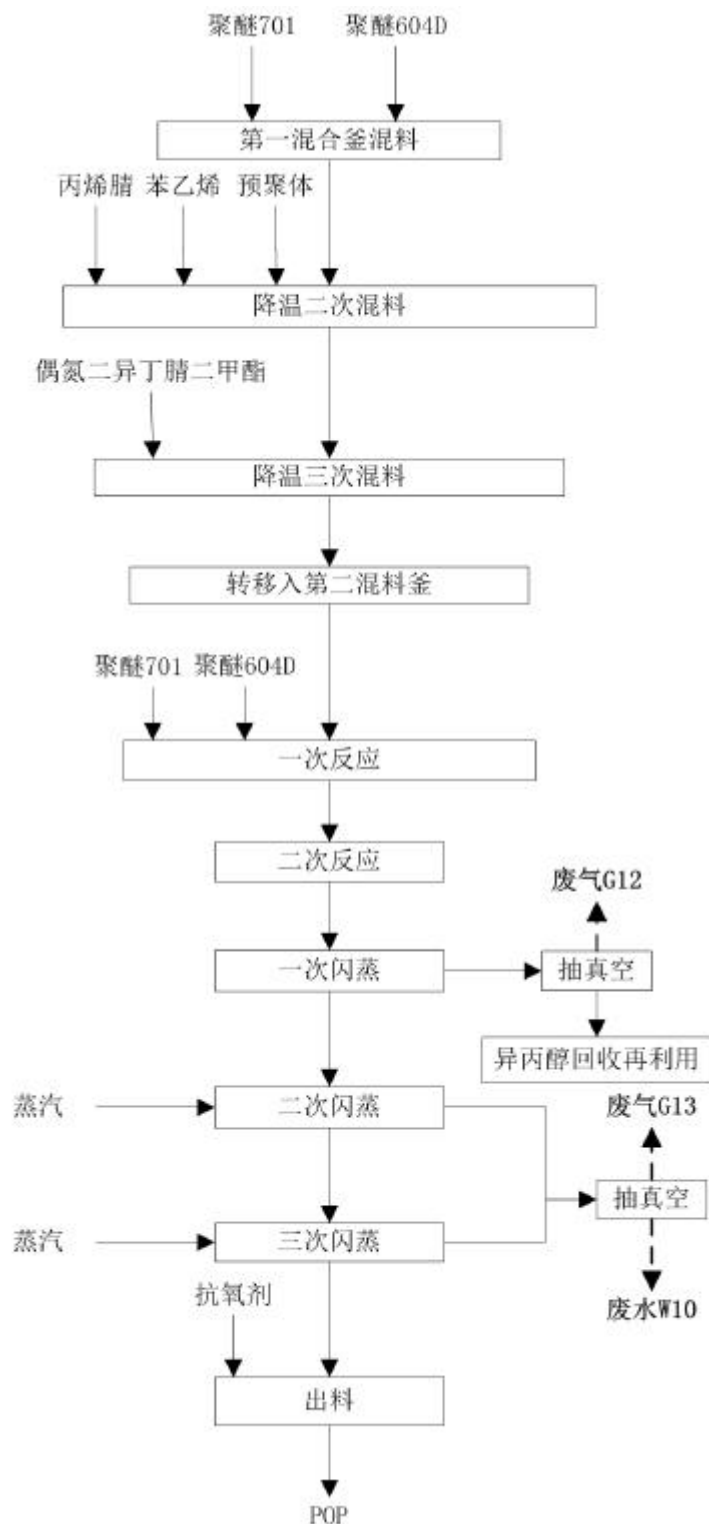 聚醚701 聚醚604D
第一混合釜混料
丙烯腈 苯乙烯 预聚体
降温二次混料
偶氮二异丁腈二甲酯
降温三次混料
转移入第二混料釜
聚醚701 聚醚604D
一次反应
二次反应
废气G12
一次闪蒸 抽真空
异丙醇回收再利用
蒸汽 二次闪蒸 废气G13
抽真空
蒸汽 三次闪蒸
抗氧剂 废水W10
出料
POP